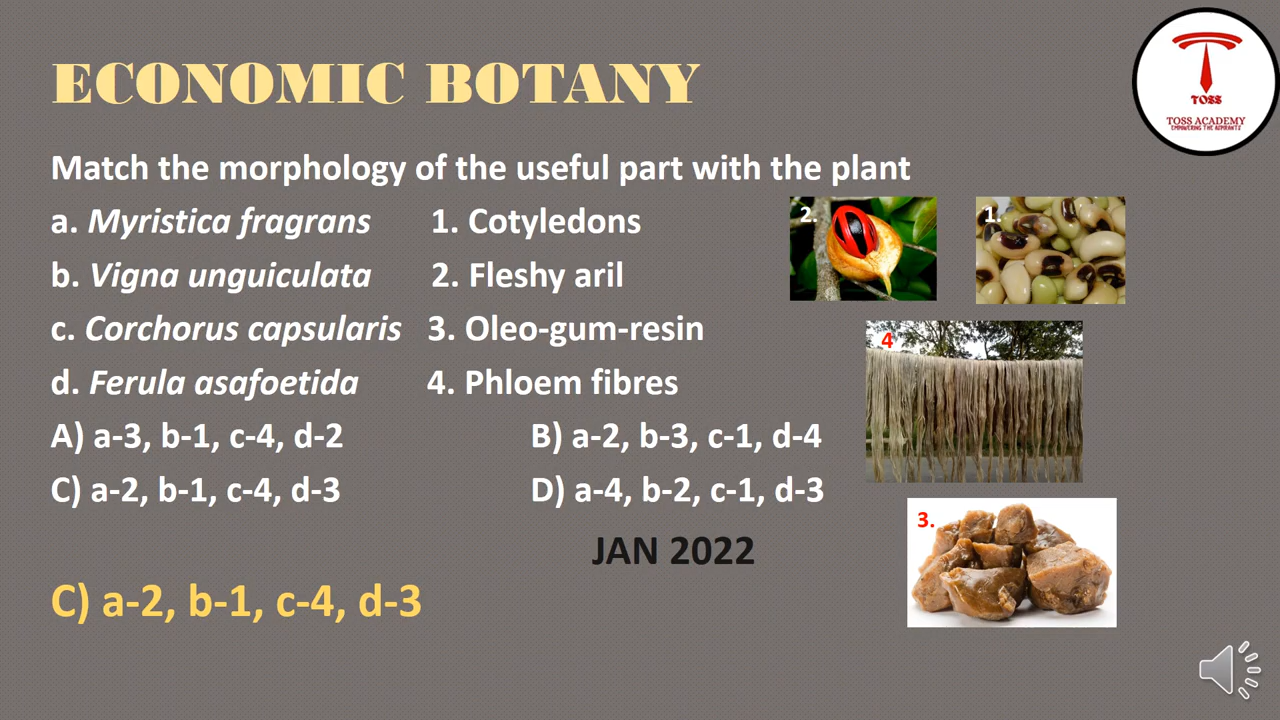 ECONOMIC BOTANY
TOSS
TOSS ACADEMY
EMPOWERING THE ASPIRANTS
Match the morphology of the useful part with the plant
a. Myristica fragrans 1. Cotyledons
b. Vigna unguiculata 2. Fleshy aril
c. Corchorus capsularis 3. Oleo-gum-resin
d. Ferula asafoetida 4. Phloem fibres
A) a-3, b-1, c-4, d-2 B) a-2, b-3, c-1, d-4
C) a-2, b-1, c-4, d-3 D) a-4, b-2, c-1, d-3
JAN 2022
C) a-2, b-1, c-4, d-3
2.
1.
4
3.